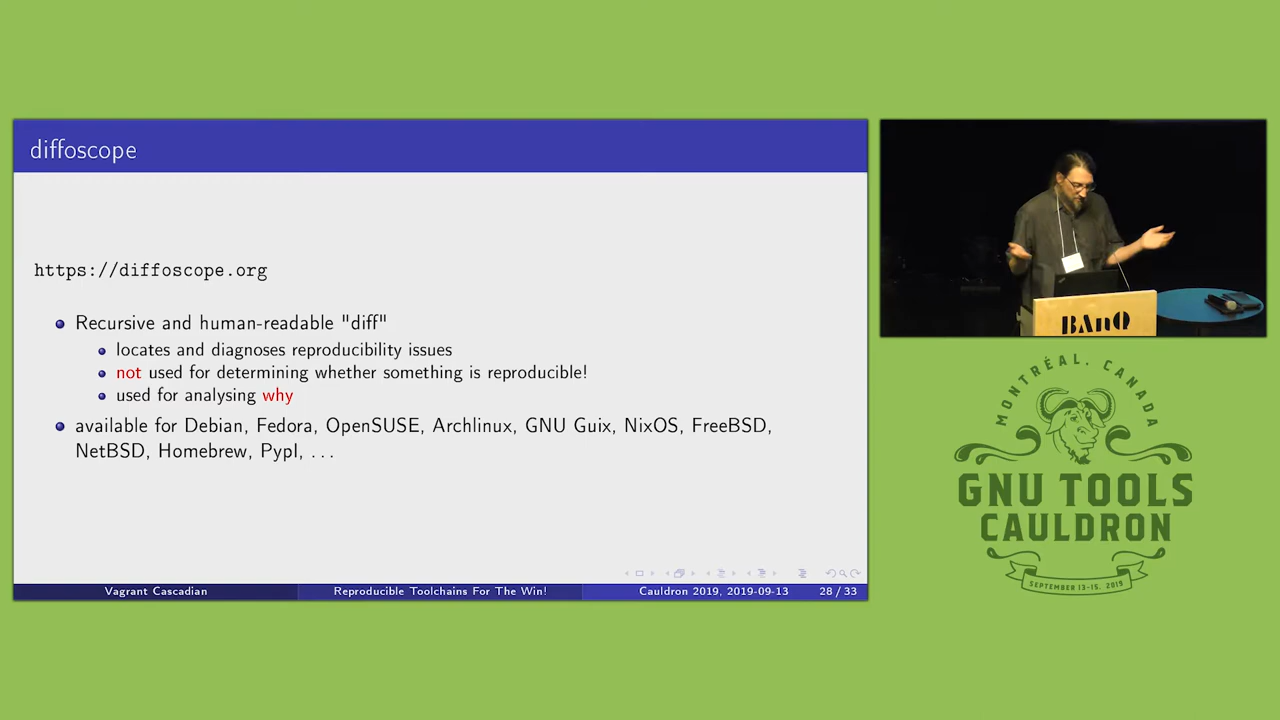 diffoscope
https://diffoscope.org
Recursive and human-readable "diff"
locates and diagnoses reproducibility issues
not used for determining whether something is reproducible!
used for analysing why
available for Debian, Fedora, OpenSUSE, Archlinux, GNU Guix, NixOS, FreeBSD,
NetBSD, Homebrew, PypI, ...
Vagrant Cascadian
Reproducible Toolchains For The Win!
Cauldron 2019, 2019-09-13
28 / 33
BAnQ
MONTRÉAL, CANADA
GNU TOOLS
CAULDRON
SEPTEMBER 13-15, 2019